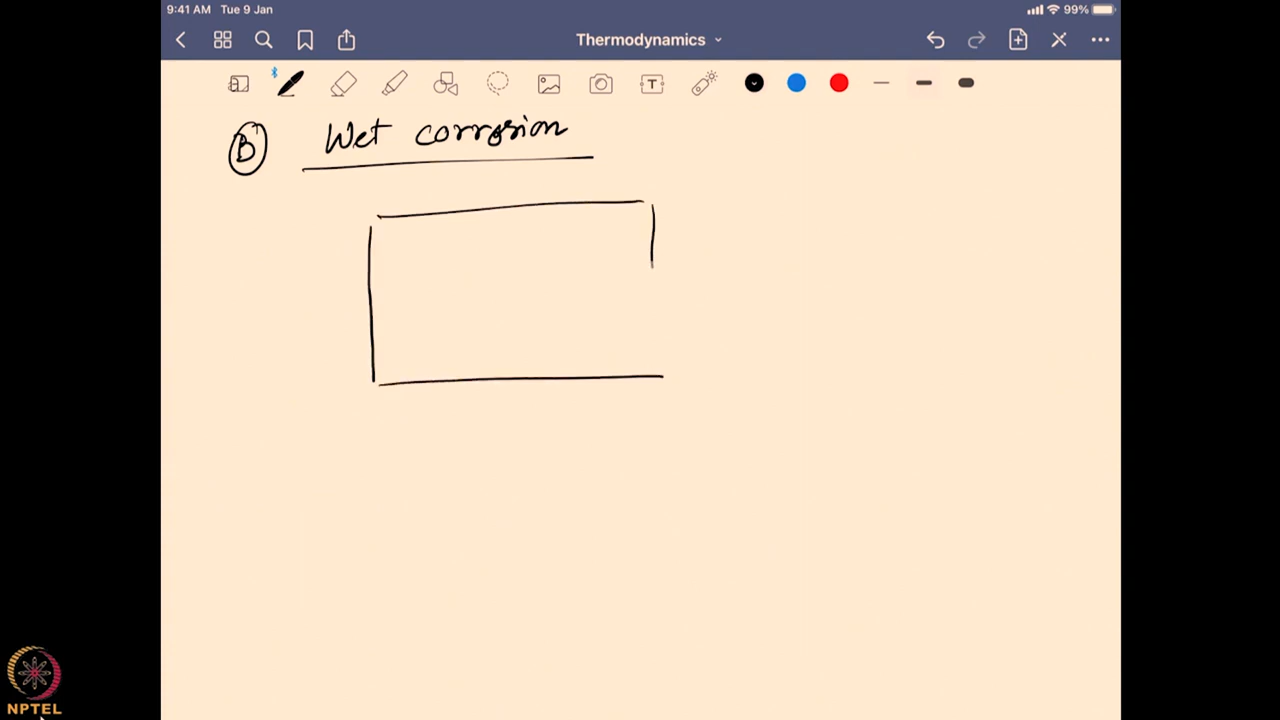 9:41 AM Tue 9 Jan 99%
Thermodynamics
T
B Wet corrosion
NPTEL